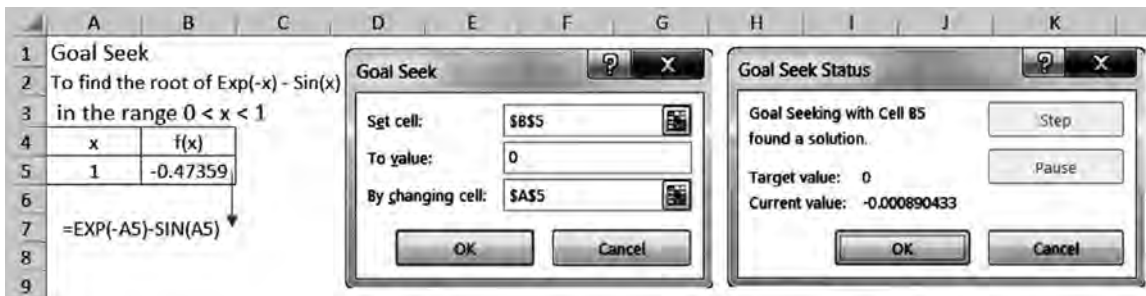 A B C D E F G H I J K
1 Goal Seek
2 To find the root of Exp(-x) - Sin(x)
3 in the range 0 < x < 1
4 x f(x)
5 1 -0.47359
6
7 =EXP(-A5)-SIN(A5)
8
9
Goal Seek ? X
Set cell: $B$5
To value: 0
By changing cell: $A$5
OK Cancel
Goal Seek Status ? X
Goal Seeking with Cell B5 Step
found a solution.
Pause
Target value: 0
Current value: -0.000890433
OK Cancel